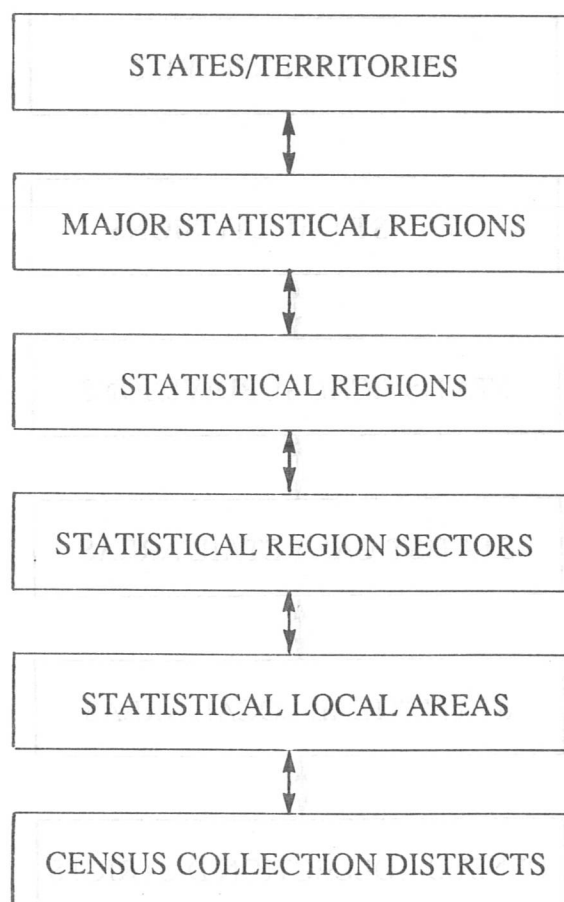 STATES/TERRITORIES
MAJOR STATISTICAL REGIONS
STATISTICAL REGIONS
STATISTICAL REGION SECTORS
STATISTICAL LOCAL AREAS
CENSUS COLLECTION DISTRICTS